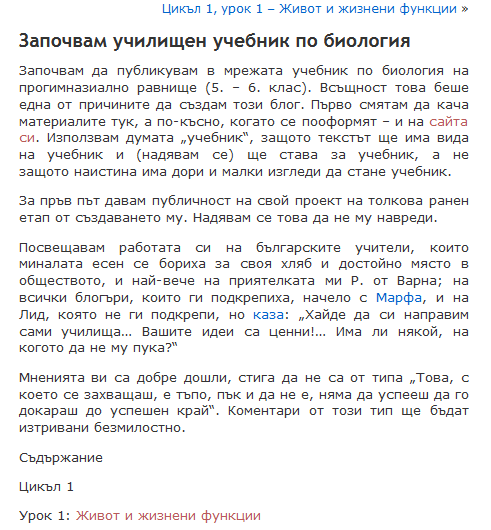 Цикъл 1, урок 1 – Живот и жизнени функции »
Започвам училищен учебник по биология
Започвам да публикувам в мрежата учебник по биология на
прогимназиално равнище (5. – 6. клас). Всъщност това беше
една от причините да създам този блог. Първо смятам да кача
материалите тук, а по-късно, когато се пооформят – и на сайта
си. Използвам думата „учебник“, защото текстът ще има вида
на учебник и (надявам се) ще става за учебник, а не
защото наистина има дори и малки изгледи да стане учебник.
За пръв път давам публичност на свой проект на толкова ранен
етап от създаването му. Надявам се това да не му навреди.
Посвещавам работата си на българските учители, които
миналата есен се бориха за своя хляб и достойно място в
обществото, и най-вече на приятелката ми Р. от Варна; на
всички блогъри, които ги подкрепиха, начело с Марфа, и на
Лид, която не ги подкрепи, но каза: „Хайде да си направим
сами училища… Вашите идеи са ценни!… Има ли някой, на
когото да не му пука?“
Мненията ви са добре дошли, стига да не са от типа „Това, с
което се захващаш, е тъпо, пък и да не е, няма да успееш да го
докараш до успешен край“. Коментари от този тип ще бъдат
изтривани безмилостно.
Съдържание
Цикъл 1
Урок 1: Живот и жизнени функции